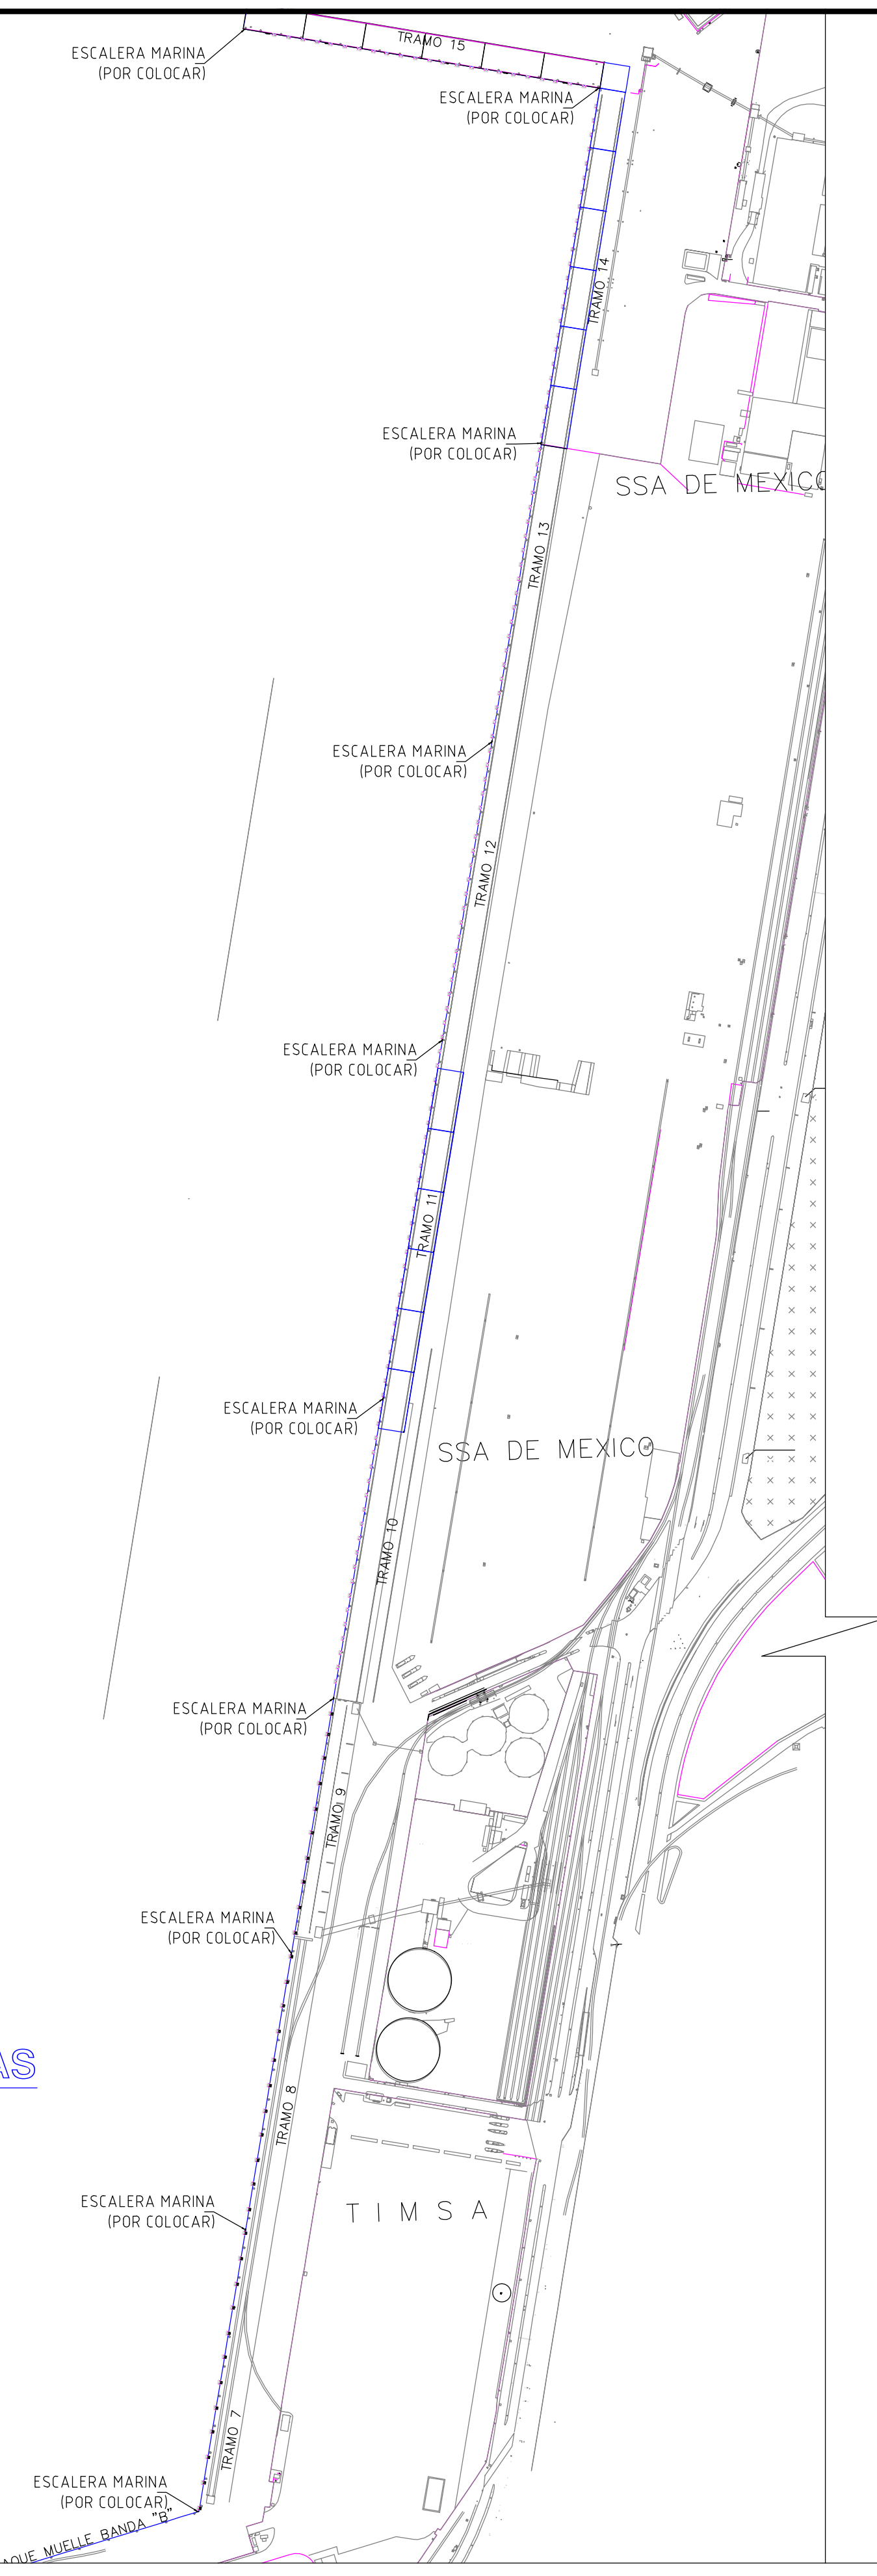 TRAMO 15
ESCALERA MARINA
(POR COLOCAR)
ESCALERA MARINA
(POR COLOCAR)
TRAMO 14
ESCALERA MARINA
(POR COLOCAR)
SSA DE MEXICO
TRAMO 13
ESCALERA MARINA
(POR COLOCAR)
TRAMO 12
ESCALERA MARINA
(POR COLOCAR)
TRAMO 11
ESCALERA MARINA
(POR COLOCAR)
SSA DE MEXICO
TRAMO 10
ESCALERA MARINA
(POR COLOCAR)
TRAMO 9
ESCALERA MARINA
(POR COLOCAR)
AS
TRAMO 8
ESCALERA MARINA
(POR COLOCAR)
TIMSA
TRAMO 7
ESCALERA MARINA
(POR COLOCAR)
MUELLE BANDA "B"